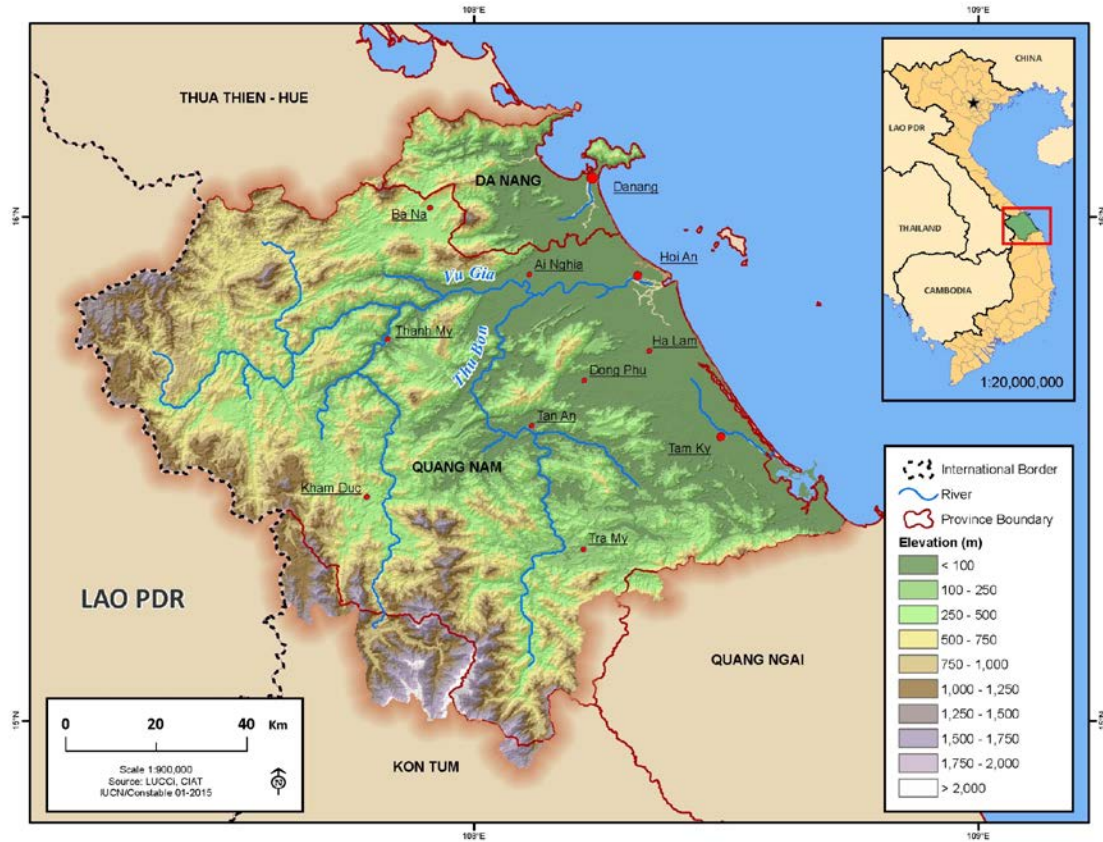 108°E
109°E
THUA THIEN - HUE
CHINA
LAO PDR
THAILAND
CAMBODIA
1:20,000,000
DA NANG
Danang
Ba Na
16°N
16°N
Ai Nghia
Hoi An
Vu Gia
Thanh My
Thu Bon
Ha Lam
Dong Phu
Tan An
Tam Ky
QUANG NAM
Kham Duc
Tra My
LAO PDR
QUANG NGAI
KON TUM
International Border
River
Province Boundary
Elevation (m)
< 100
100 - 250
250 - 500
500 - 750
750 - 1,000
1,000 - 1,250
1,250 - 1,500
1,500 - 1,750
1,750 - 2,000
> 2,000
0 20 40 Km
Scale 1:900,000
Source: LUCCi, CIAT
IUCN/Constable 01-2015
N
15°N
15°N
108°E
109°E